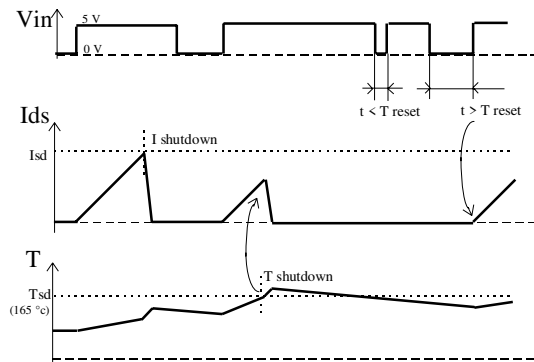 Vin
5 V
0 V
t < T reset
t > T reset
Ids
I shutdown
Isd
T
T shutdown
Tsd
(165 °c)